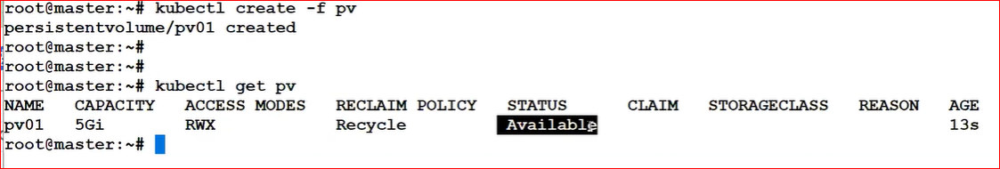 root@master:~# kubectl create -f pv
persistentvolume/pv01 created
root@master:~#
root@master:~#
root@master:~# kubectl get pv
NAME CAPACITY ACCESS MODES RECLAIM POLICY STATUS CLAIM STORAGECLASS REASON AGE
pv01 5Gi RWX Recycle Available 13s
root@master:~#